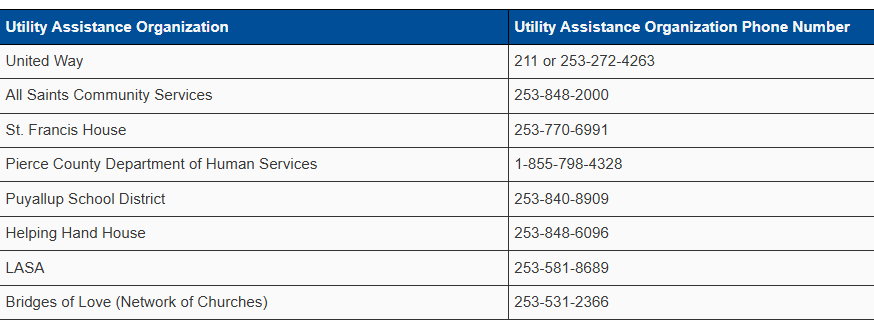 Utility Assistance Organization Utility Assistance Organization Phone Number
United Way 211 or 253-272-4263
All Saints Community Services 253-848-2000
St. Francis House 253-770-6991
Pierce County Department of Human Services 1-855-798-4328
Puyallup School District 253-840-8909
Helping Hand House 253-848-6096
LASA 253-581-8689
Bridges of Love (Network of Churches) 253-531-2366